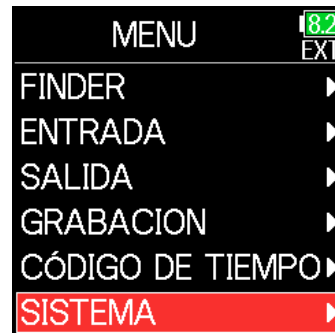 MENU
8.2
EXT
FINDER
ENTRADA
SALIDA
GRABACION
CÓDIGO DE TIEMPO
SISTEMA